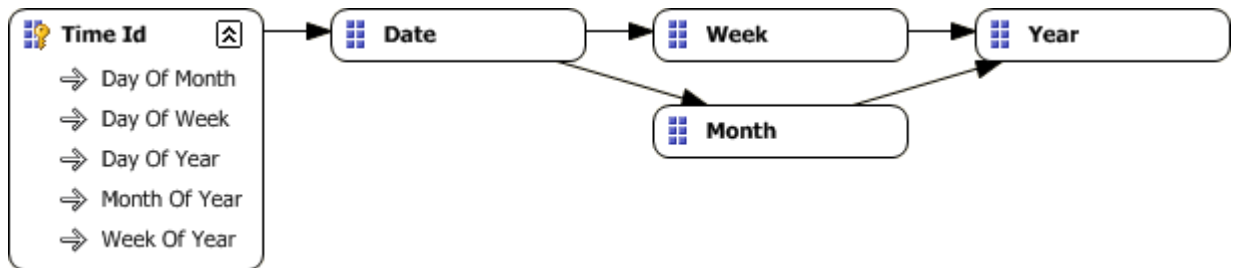 Time Id
Day Of Month
Day Of Week
Day Of Year
Month Of Year
Week Of Year
Date
Week
Year
Month